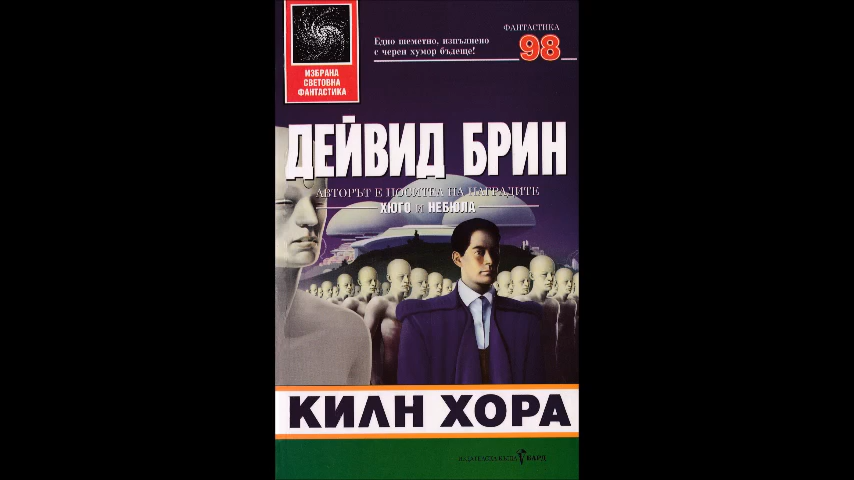 ИЗБРАНА
СВЕТОВНА
ФАНТАСТИКА
Едно шеметно, изпълнено
с черен хумор бъдеще!
ФАНТАСТИКА
98
ДЕЙВИД БРИН
АВТОРЪТ Е НОСИТЕЛ НА НАГРАДИТЕ
ХЮГО И НЕБЮЛА
КИЛН ХОРА
ИЗДАТЕЛСКА КЪЩА БАРД